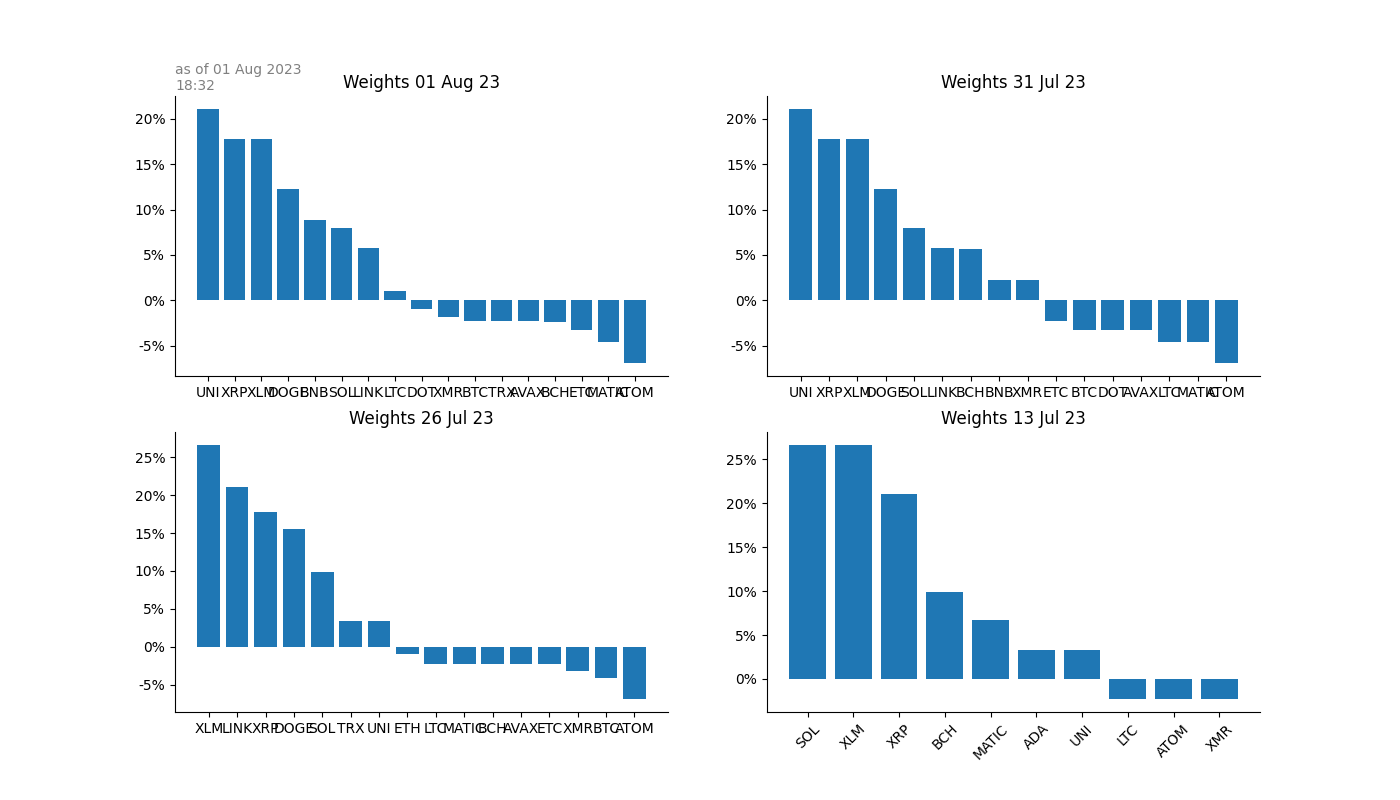 as of 01 Aug 2023
18:32
Weights 01 Aug 23
20%
15%
10%
5%
0%
-5%
UNI XRP XLM DOGE BNB SOL LINK LTC DOT XMR BTC TRX AVAX BCH ETC MATIC ATOM
Weights 31 Jul 23
20%
15%
10%
5%
0%
-5%
UNI XRP XLM DOGE SOL LINK BCH BNB XMR ETC BTC DOT AVAX LTC MATIC ATOM
Weights 26 Jul 23
25%
20%
15%
10%
5%
0%
-5%
XLM LINK XRP DOGE SOL TRX UNI ETH LTC MATIC BCH AVAX ETC XMR BTC ATOM
Weights 13 Jul 23
25%
20%
15%
10%
5%
0%
SOL XLM XRP BCH MATIC ADA UNI LTC ATOM XMR